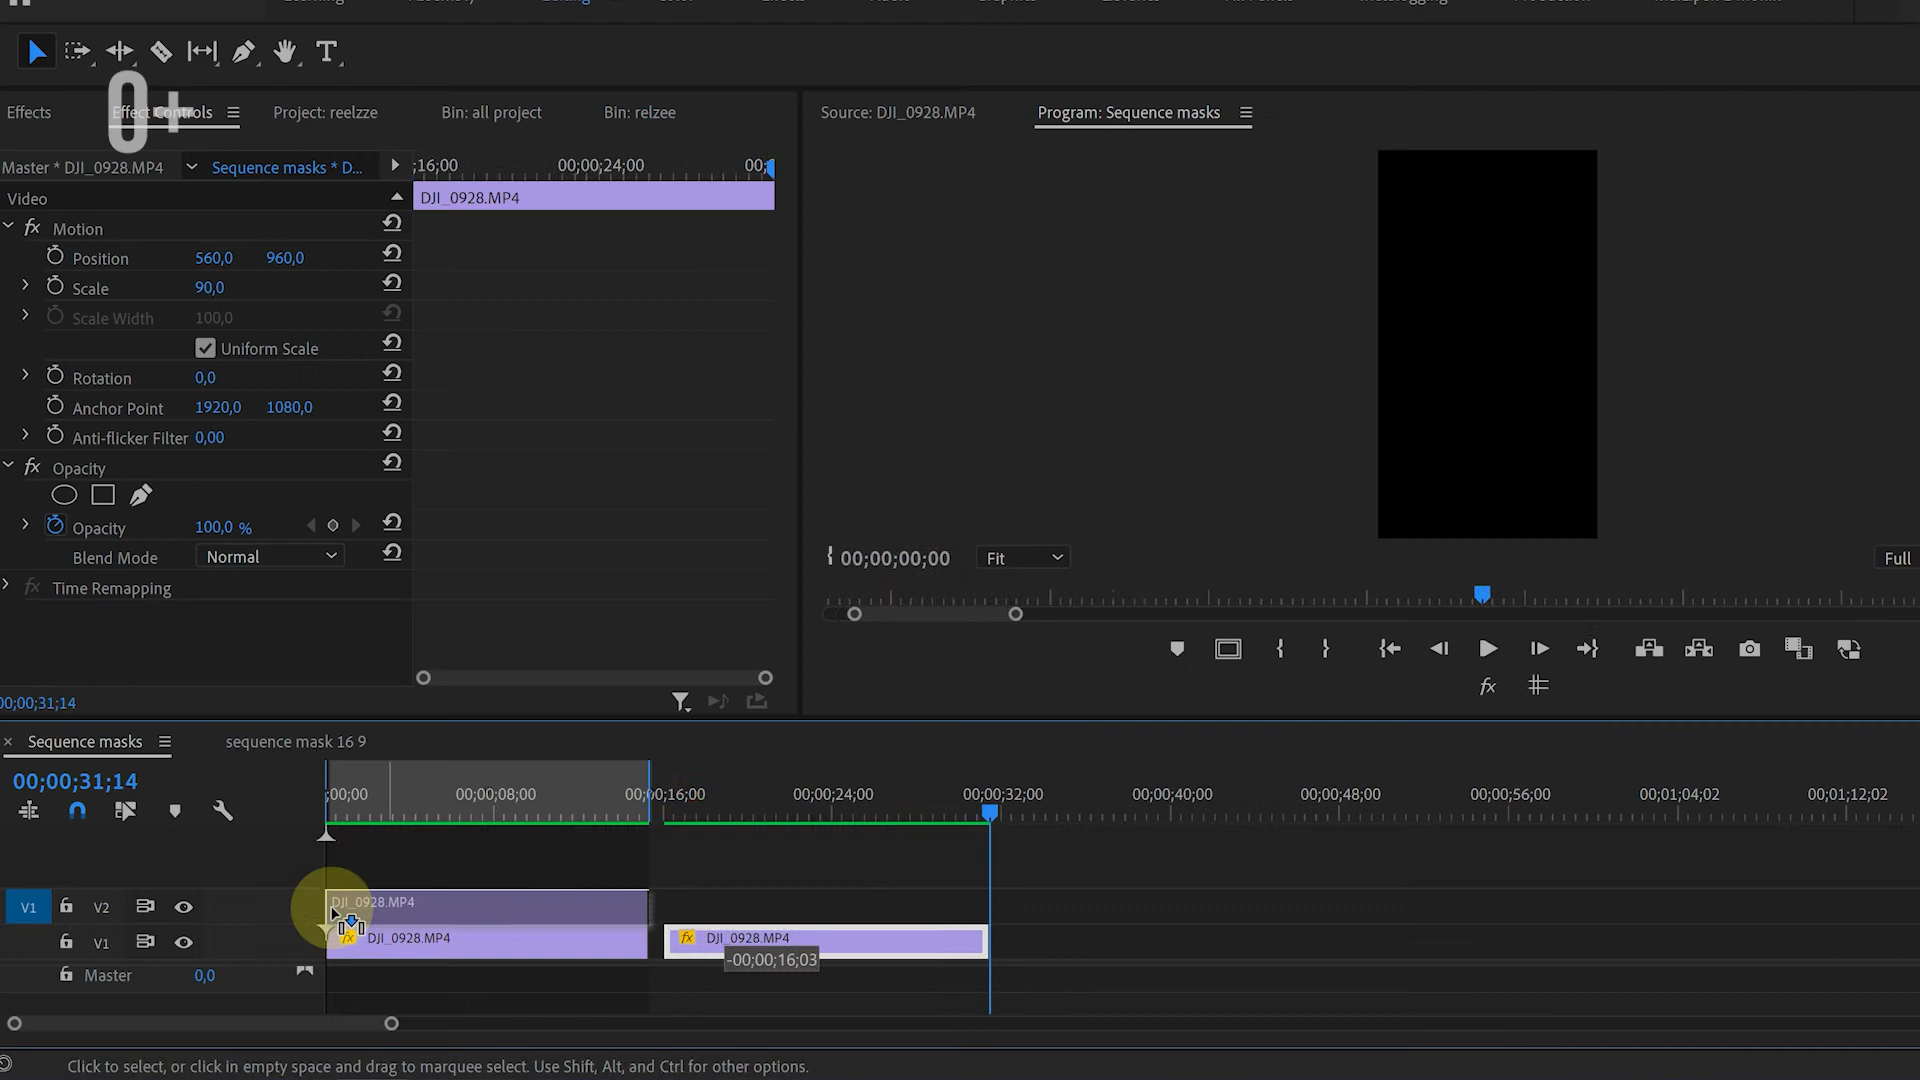 0+
Effects
Effect Controls
Project: reelzze
Bin: all project
Bin: relzee
Source: DJI_0928.MP4
Program: Sequence masks
Master * DJI_0928.MP4
Sequence masks * D...
;16;00
00;00;24;00
00;
Video
DJI_0928.MP4
fx Motion
Position 560,0 960,0
Scale 90,0
Scale Width 100,0
Uniform Scale
Rotation 0,0
Anchor Point 1920,0 1080,0
Anti-flicker Filter 0,00
fx Opacity
Opacity 100,0 %
Blend Mode Normal
fx Time Remapping
00;00;00;00
Fit
Full
fx
00;00;31;14
Sequence masks
sequence mask 16 9
00;00;31;14
;00;00
00;00;08;00
00;00;16;00
00;00;24;00
00;00;32;00
00;00;40;00
00;00;48;00
00;00;56;00
00;01;04;02
00;01;12;02
V1 V2
DJI_0928.MP4
V1
fx DJI_0928.MP4
fx DJI_0928.MP4
-00;00;16;03
Master 0,0
Click to select, or click in empty space and drag to marquee select. Use Shift, Alt, and Ctrl for other options.